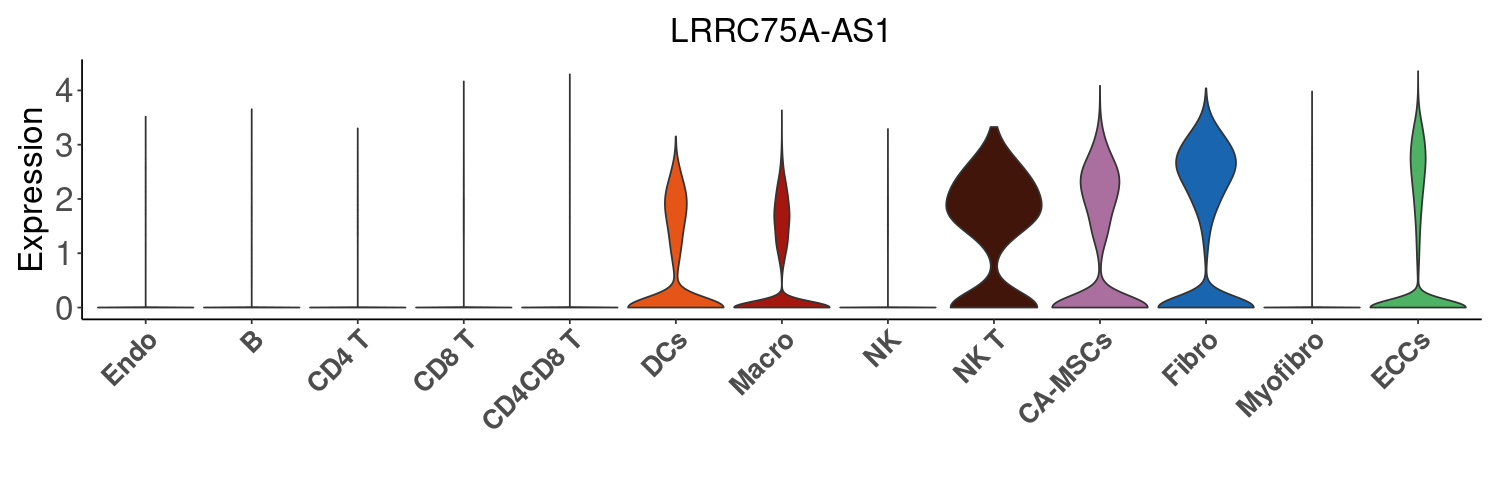 LRRC75A-AS1
Expression
4
3
2
1
0
Endo
B
CD4 T
CD8 T
CD4CD8 T
DCs
Macro
NK
NK T
CA-MSCs
Fibro
Myofibro
ECCs